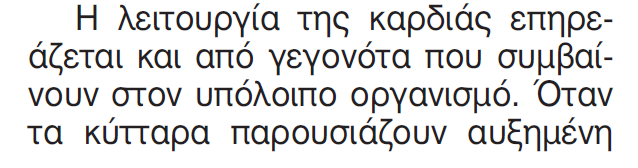 Η λειτουργία της καρδιάς επηρε-
άζεται και από γεγονότα που συμβαί-
νουν στον υπόλοιπο οργανισμό. Όταν
τα κύτταρα παρουσιάζουν αυξημένη